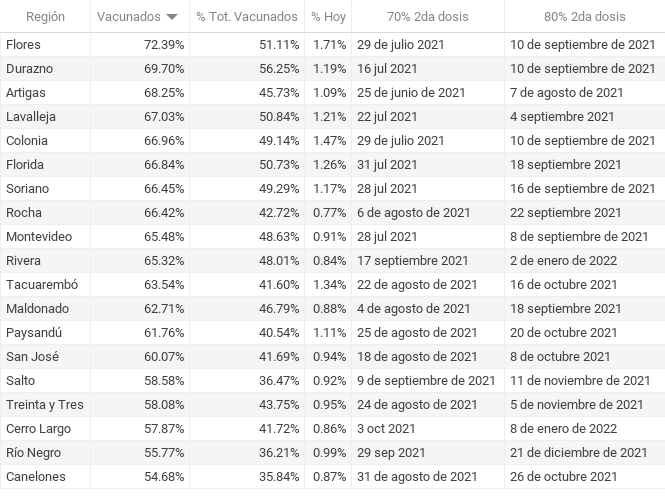 Región Vacunados % Tot. Vacunados % Hoy 70% 2da dosis 80% 2da dosis
Flores 72.39% 51.11% 1.71% 29 de julio 2021 10 de septiembre de 2021
Durazno 69.70% 56.25% 1.19% 16 jul 2021 10 de septiembre de 2021
Artigas 68.25% 45.73% 1.09% 25 de junio de 2021 7 de agosto de 2021
Lavalleja 67.03% 50.84% 1.21% 22 jul 2021 4 septiembre 2021
Colonia 66.96% 49.14% 1.47% 29 de julio 2021 10 de septiembre de 2021
Florida 66.84% 50.73% 1.26% 31 jul 2021 18 septiembre 2021
Soriano 66.45% 49.29% 1.17% 28 jul 2021 16 de septiembre de 2021
Rocha 66.42% 42.72% 0.77% 6 de agosto de 2021 22 septiembre 2021
Montevideo 65.48% 48.63% 0.91% 28 jul 2021 8 de septiembre de 2021
Rivera 65.32% 48.01% 0.84% 17 septiembre 2021 2 de enero de 2022
Tacuarembó 63.54% 41.60% 1.34% 22 de agosto de 2021 16 de octubre 2021
Maldonado 62.71% 46.79% 0.88% 4 de agosto de 2021 18 septiembre 2021
Paysandú 61.76% 40.54% 1.11% 25 de agosto de 2021 20 de octubre 2021
San José 60.07% 41.69% 0.94% 18 de agosto de 2021 8 de octubre 2021
Salto 58.58% 36.47% 0.92% 9 de septiembre de 2021 11 de noviembre de 2021
Treinta y Tres 58.08% 43.75% 0.95% 24 de agosto de 2021 5 de noviembre de 2021
Cerro Largo 57.87% 41.72% 0.86% 3 oct 2021 8 de enero de 2022
Río Negro 55.77% 36.21% 0.99% 29 sep 2021 21 de diciembre de 2021
Canelones 54.68% 35.84% 0.87% 31 de agosto de 2021 26 de octubre 2021